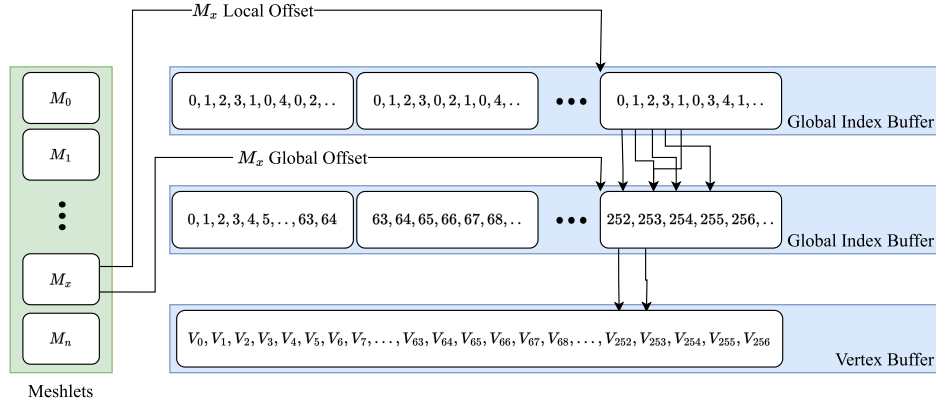 M_x Local Offset
M_0
0, 1, 2, 3, 1, 0, 4, 0, 2, ..
0, 1, 2, 3, 0, 2, 1, 0, 4, ..
0, 1, 2, 3, 1, 0, 3, 4, 1, ..
Global Index Buffer
M_1
M_x Global Offset
0, 1, 2, 3, 4, 5, .., 63, 64
63, 64, 65, 66, 67, 68, ..
252, 253, 254, 255, 256, ..
Global Index Buffer
M_x
M_n
V_0, V_1, V_2, V_3, V_4, V_5, V_6, V_7, ..., V_63, V_64, V_65, V_66, V_67, V_68, ..., V_252, V_253, V_254, V_255, V_256
Vertex Buffer
Meshlets